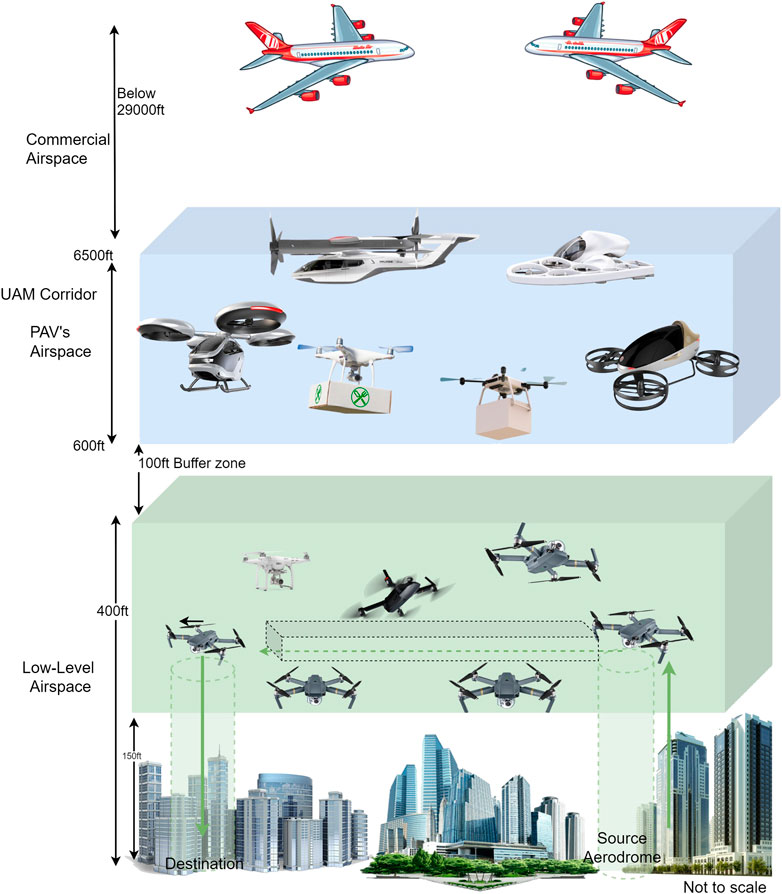 Below
29000ft
Commercial
Airspace
6500ft
UAM Corridor
PAV's
Airspace
600ft
100ft Buffer zone
400ft
Low-Level
Airspace
150ft
Source
Aerodrome
Destination
Not to scale